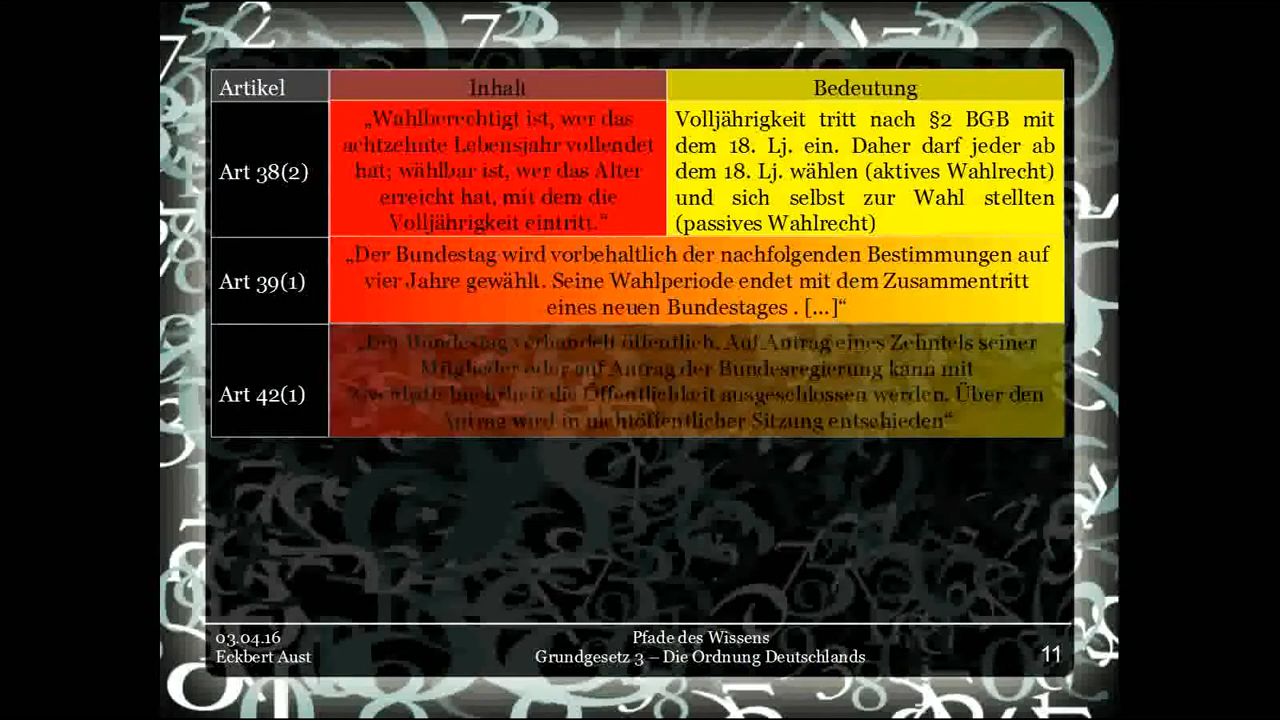 Artikel
Inhalt
Bedeutung
Art 38(2)
„Wahlberechtigt ist, wer das
achtzehnte Lebensjahr vollendet
hat; wählbar ist, wer das Alter
erreicht hat, mit dem die
Volljährigkeit eintritt.“
Volljährigkeit tritt nach §2 BGB mit
dem 18. Lj. ein. Daher darf jeder ab
dem 18. Lj. wählen (aktives Wahlrecht)
und sich selbst zur Wahl stellten
(passives Wahlrecht)
Art 39(1)
„Der Bundestag wird vorbehaltlich der nachfolgenden Bestimmungen auf
vier Jahre gewählt. Seine Wahlperiode endet mit dem Zusammentritt
eines neuen Bundestages . [...]“
Art 42(1)
„Der Bundestag verhandelt öffentlich. Auf Antrag eines Zehntels seiner
Mitglieder oder auf Antrag der Bundesregierung kann mit
die Öffentlichkeit ausgeschlossen werden. Über den
Antrag wird in nichtöffentlicher Sitzung entschieden“
03.04.16
Eckbert Aust
Pfade des Wissens
Grundgesetz 3 – Die Ordnung Deutschlands
11